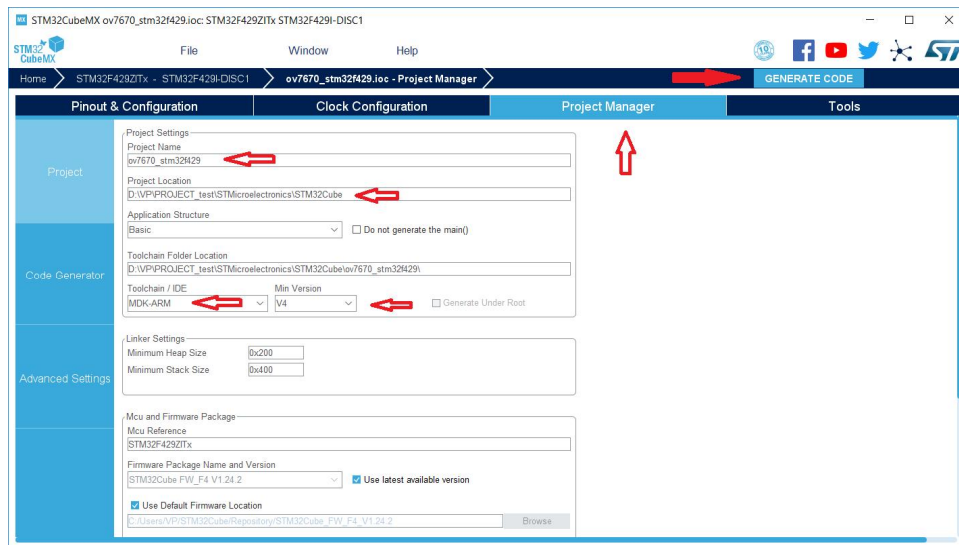 MX STM32CubeMX ov7670_stm32f429.ioc: STM32F429ZITx STM32F429I-DISC1
STM32 CubeMX File Window Help 19 ST
Home STM32F429ZITx - STM32F429I-DISC1 ov7670_stm32f429.ioc - Project Manager GENERATE CODE
Pinout & Configuration Clock Configuration Project Manager Tools
Project
Code Generator
Advanced Settings
Project Settings
Project Name
ov7670_stm32f429
Project Location
D:\VP\PROJECT_test\STMicroelectronics\STM32Cube
Application Structure
Basic Do not generate the main()
Toolchain Folder Location
D:\VP\PROJECT_test\STMicroelectronics\STM32Cube\ov7670_stm32f429\
Toolchain / IDE Min Version
MDK-ARM V4 Generate Under Root
Linker Settings
Minimum Heap Size 0x200
Minimum Stack Size 0x400
Mcu and Firmware Package
Mcu Reference
STM32F429ZITx
Firmware Package Name and Version
STM32Cube FW_F4 V1.24.2 Use latest available version
Use Default Firmware Location
C:/Users/VP/STM32Cube/Repository/STM32Cube_FW_F4_V1.24.2 Browse